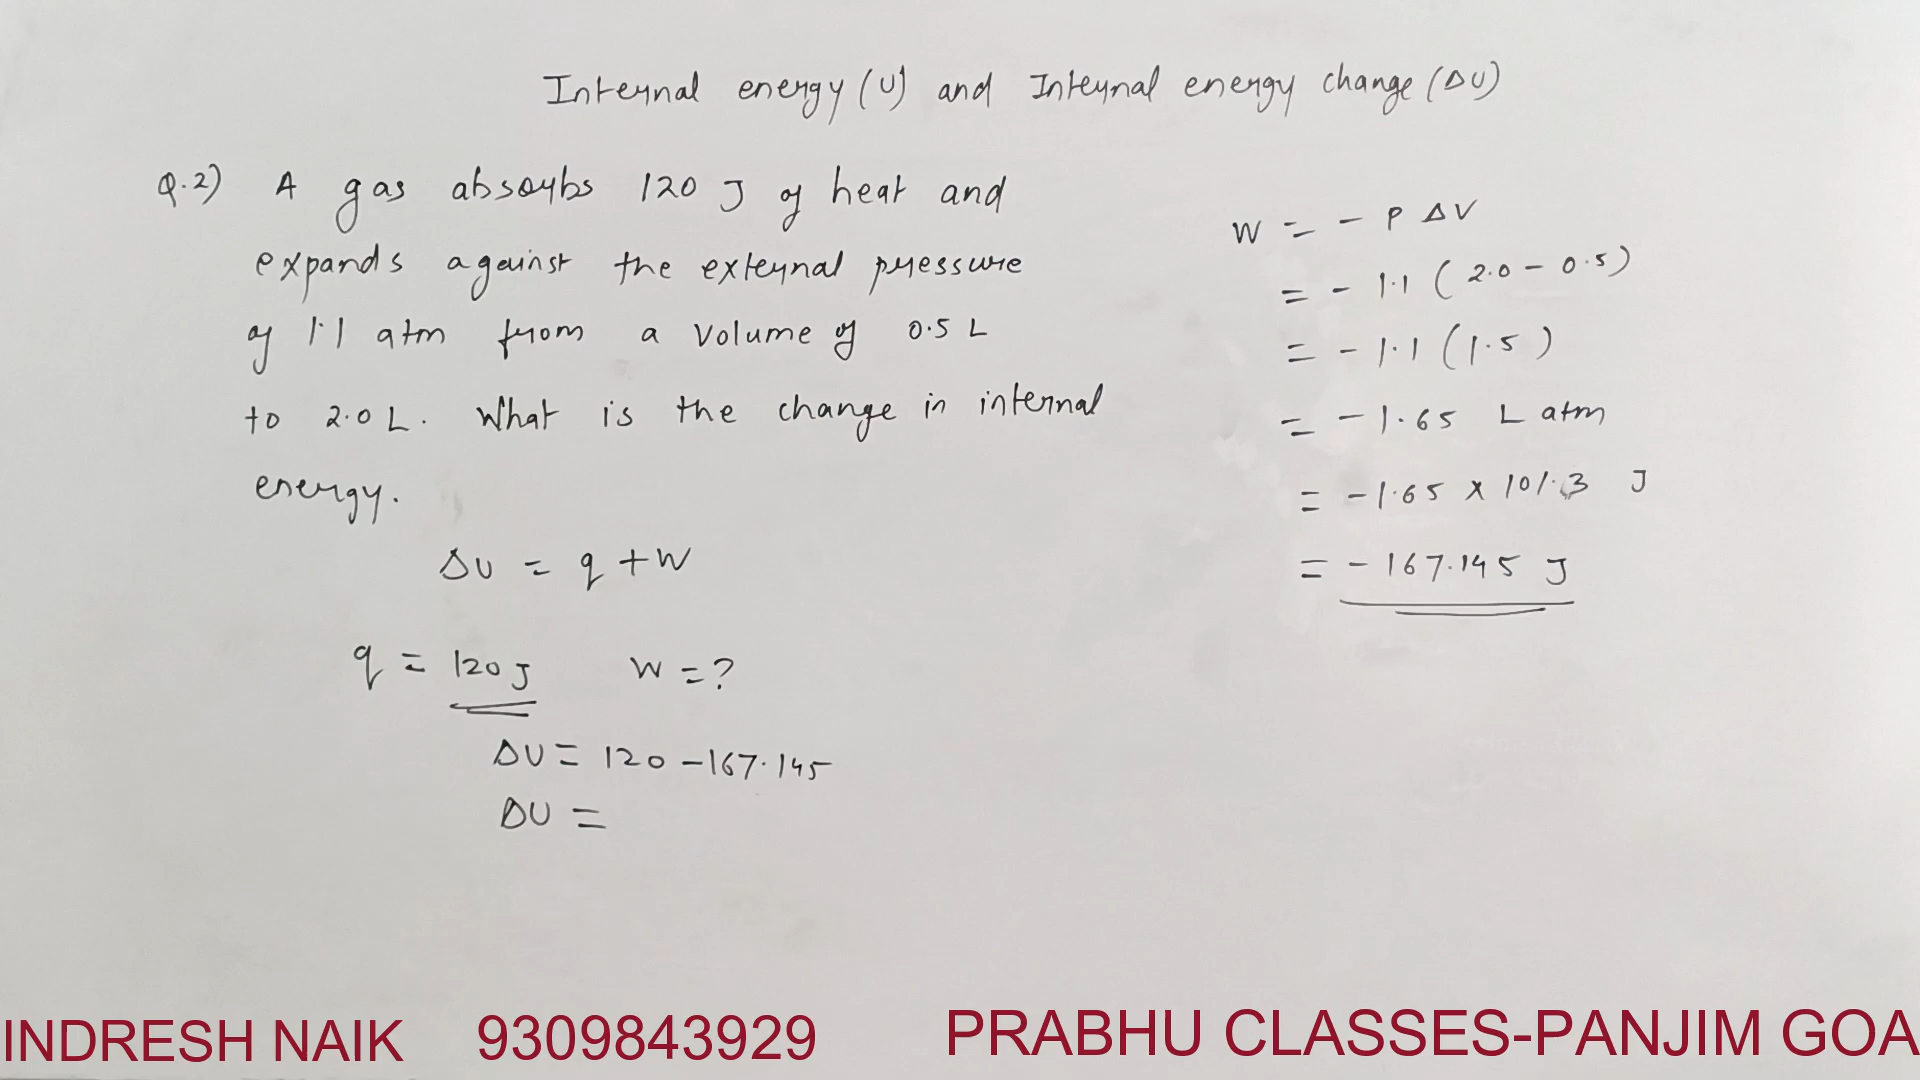 Internal energy (U) and Internal energy change (ΔU)
Q.2) A gas absorbs 120 J of heat and
expands against the external pressure
of 1.1 atm from a volume of 0.5 L
to 2.0 L. What is the change in internal
energy.
ΔU = q + W
q = 120 J W = ?
ΔU = 120 - 167.145
ΔU =
W = - P ΔV
= - 1.1 ( 2.0 - 0.5 )
= - 1.1 ( 1.5 )
= - 1.65 L atm
= - 1.65 x 101.3 J
= - 167.145 J
INDRESH NAIK 9309843929 PRABHU CLASSES-PANJIM GOA